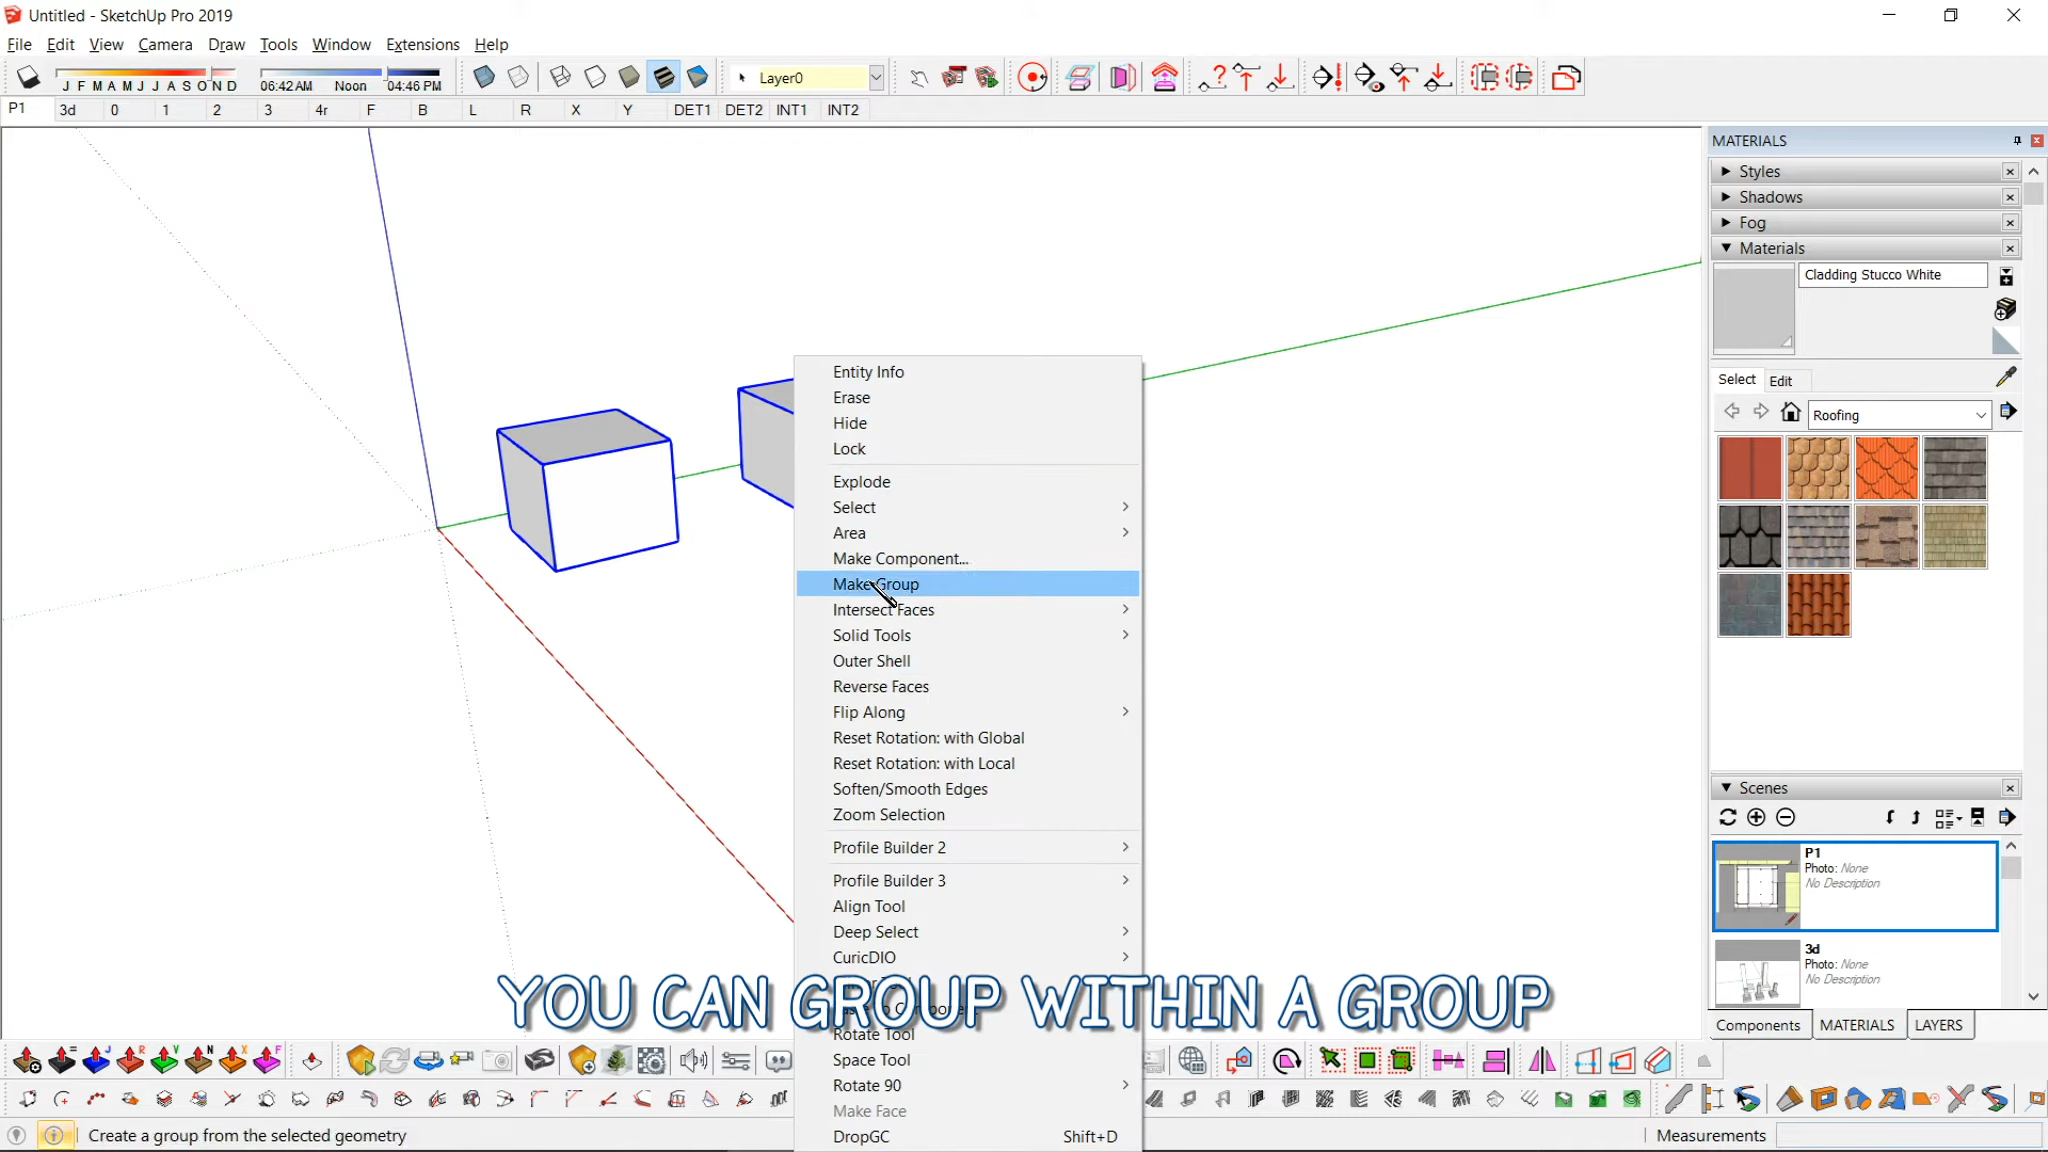 Untitled - SketchUp Pro 2019
File Edit View Camera Draw Tools Window Extensions Help
J F M A M J J A S O N D 06:42 AM Noon 04:46 PM Layer0
P1 3d 0 1 2 3 4r F B L R X Y DET1 DET2 INT1 INT2
MATERIALS
Styles
Shadows
Fog
Materials
Cladding Stucco White
Select Edit
Roofing
Entity Info
Erase
Hide
Lock
Explode
Select
Area
Make Component...
Make Group
Intersect Faces
Solid Tools
Outer Shell
Reverse Faces
Flip Along
Reset Rotation: with Global
Reset Rotation: with Local
Soften/Smooth Edges
Zoom Selection
Profile Builder 2
Profile Builder 3
Align Tool
Deep Select
CuricDIO
YOU CAN GROUP WITHIN A GROUP
Rotate Tool
Space Tool
Rotate 90
Make Face
DropGC Shift+D
Scenes
P1
Photo: None
No Description
3d
Photo: None
No Description
Components MATERIALS LAYERS
Create a group from the selected geometry
Measurements